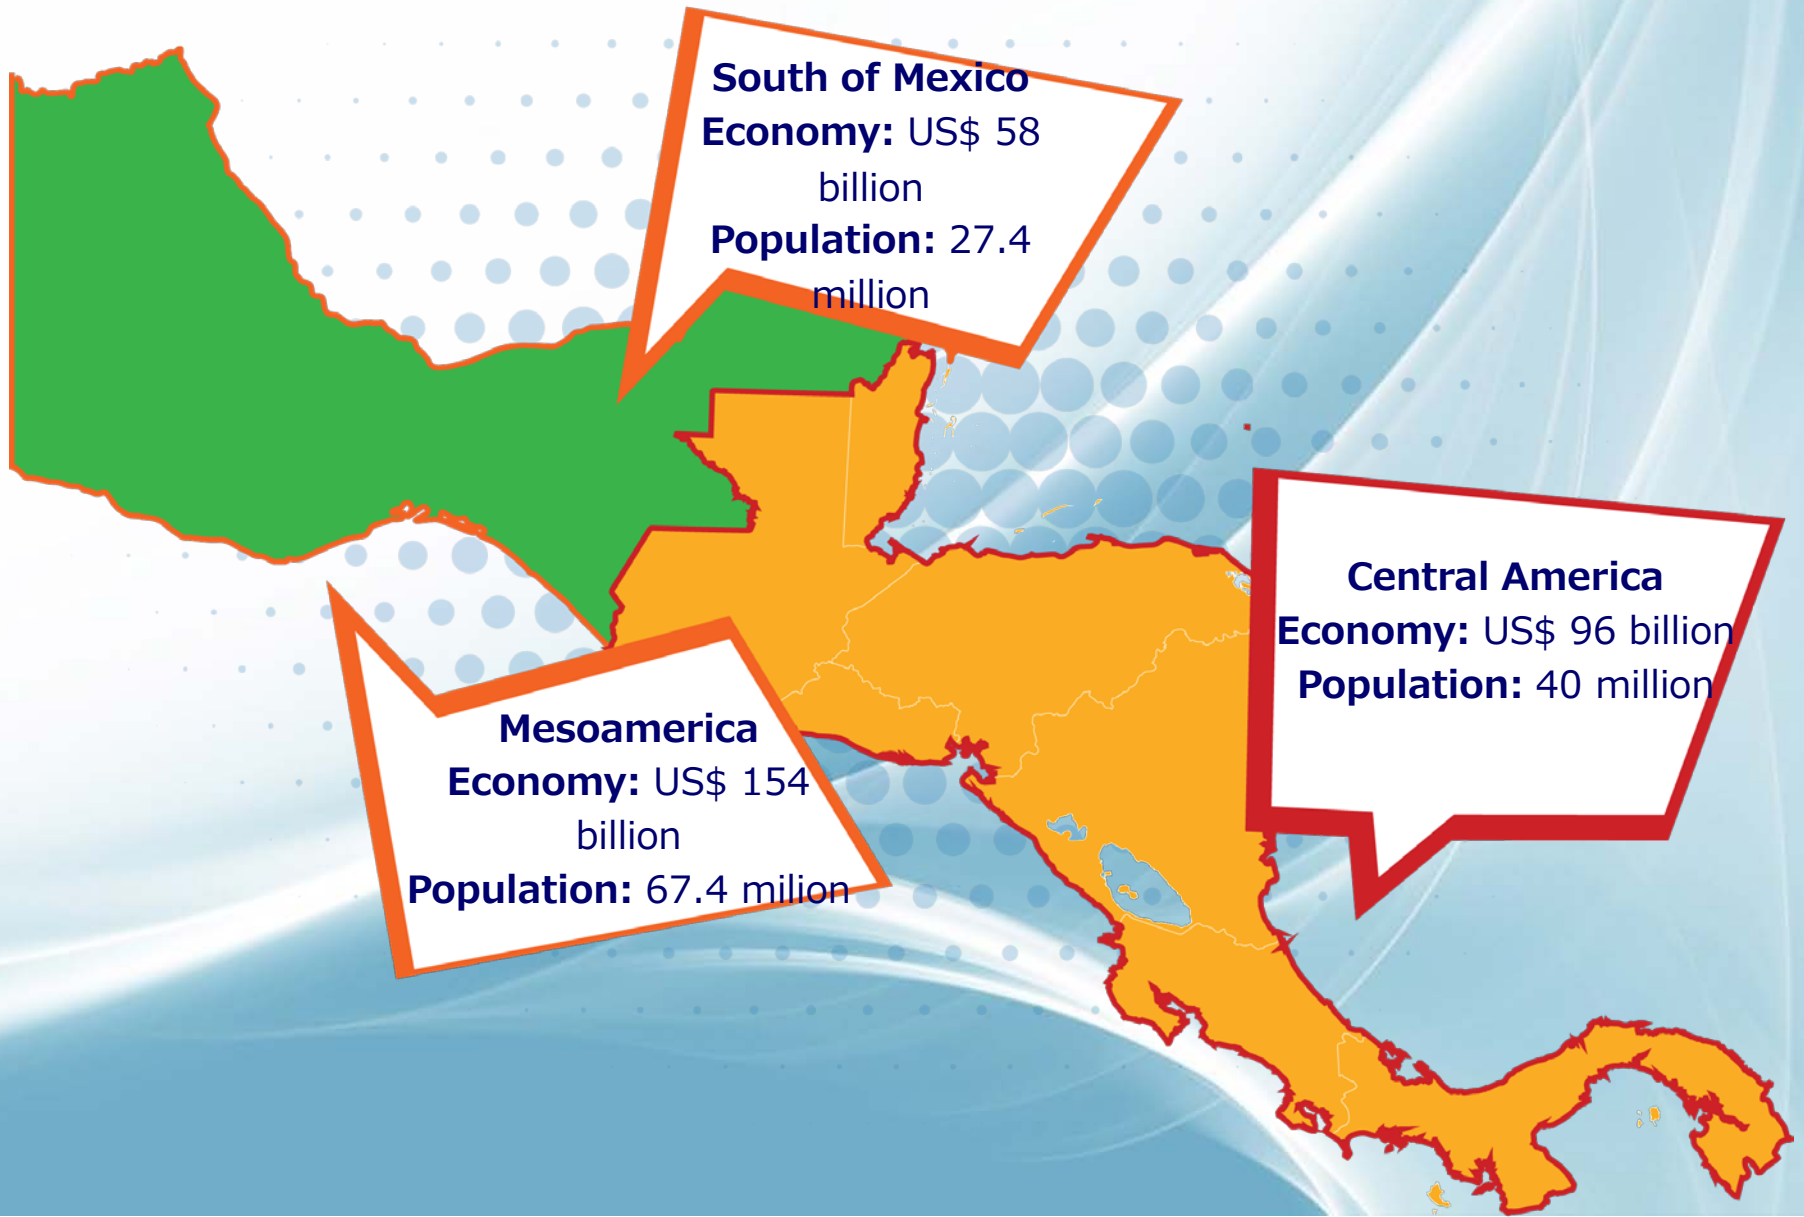 South of Mexico
Economy: US$ 58
billion
Population: 27.4
million
Central America
Economy: US$ 96 billion
Population: 40 million
Mesoamerica
Economy: US$ 154
billion
Population: 67.4 milion